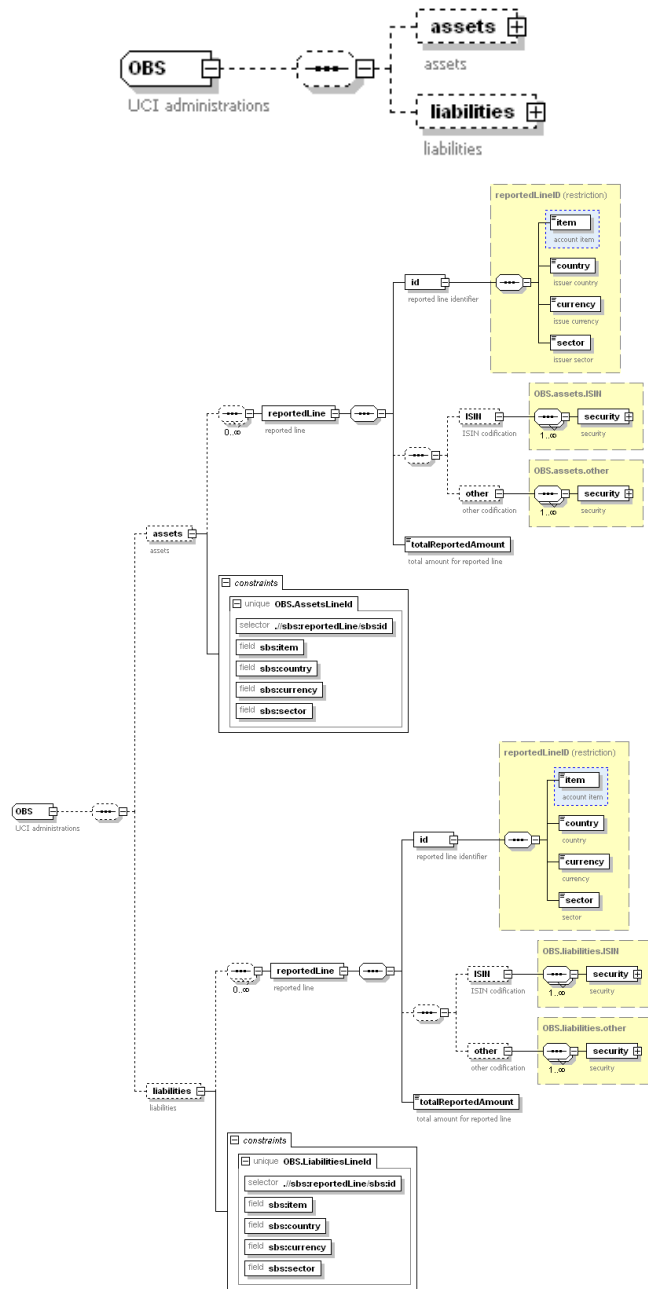 assets
assets
OBS
UCI administrations
liabilities
liabilities
reportedLineID (restriction)
item
account item
id
reported line identifier
country
issuer country
currency
issue currency
sector
issuer sector
OBS.assets.ISIN
reportedLine
0..∞
reported line
ISIN
ISIN codification
security
1..∞
security
OBS.assets.other
other
other codification
security
1..∞
security
assets
assets
totalReportedAmount
total amount for reported line
constraints
unique OBS.AssetsLineId
selector .//sbs:reportedLine/sbs:id
field sbs:item
field sbs:country
field sbs:currency
field sbs:sector
reportedLineID (restriction)
item
account item
OBS
UCI administrations
id
reported line identifier
country
country
currency
currency
sector
sector
OBS.liabilities.ISIN
reportedLine
0..∞
reported line
ISIN
ISIN codification
security
1..∞
security
OBS.liabilities.other
other
other codification
security
1..∞
security
liabilities
liabilities
totalReportedAmount
total amount for reported line
constraints
unique OBS.LiabilitiesLineId
selector .//sbs:reportedLine/sbs:id
field sbs:item
field sbs:country
field sbs:currency
field sbs:sector